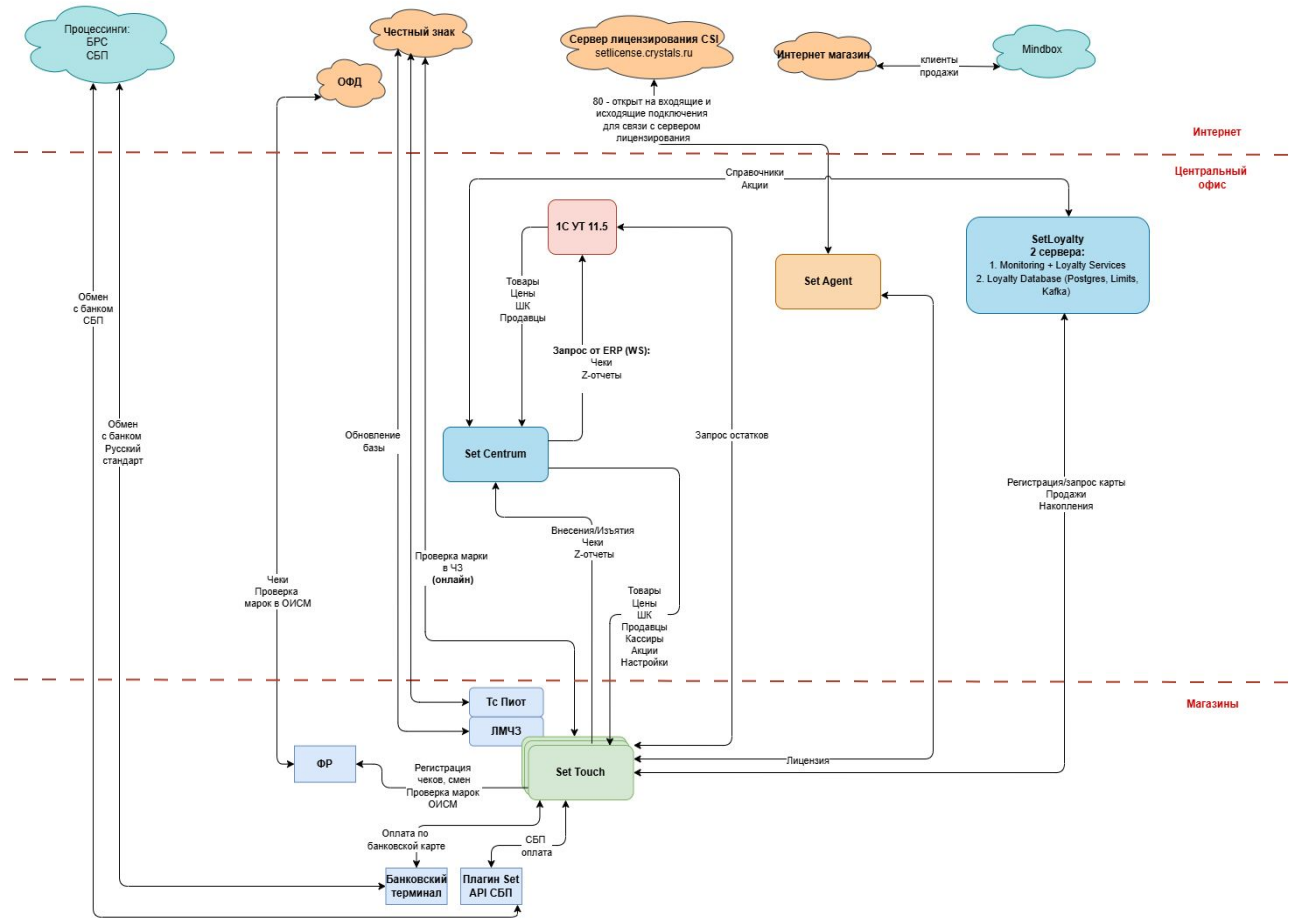 Процессинги:
БРС
СБП
Честный знак
ОФД
Сервер лицензирования CSI
setlicense.crystals.ru
Интернет магазин
клиенты
продажи
Mindbox
80 - открыт на входящие и
исходящие подключения
для связи с сервером
лицензирования
Интернет
Центральный
офис
Справочники
Акции
1С УТ 11.5
SetLoyalty
2 сервера:
1. Monitoring + Loyalty Services
2. Loyalty Database (Postgres, Limits,
Kafka)
Set Agent
Товары
Цены
ШК
Продавцы
Обмен
с банком
СБП
Запрос от ERP (WS):
Чеки
Z-отчеты
Обмен
с банком
Русский
стандарт
Обновление
базы
Set Centrum
Запрос остатков
Регистрация/запрос карты
Продажи
Накопления
Внесения/Изъятия
Чеки
Z-отчеты
Проверка марки
в ЧЗ
(онлайн)
Чеки
Проверка
марок в ОИСМ
Товары
Цены
ШК
Продавцы
Кассиры
Акции
Настройки
Магазины
Тс Пиот
ЛМЧЗ
ФР
Регистрация
чеков, смен
Проверка марок
ОИСМ
Set Touch
Лицензия
Оплата по
банковской карте
СБП
оплата
Банковский
терминал
Плагин Set
API СБП